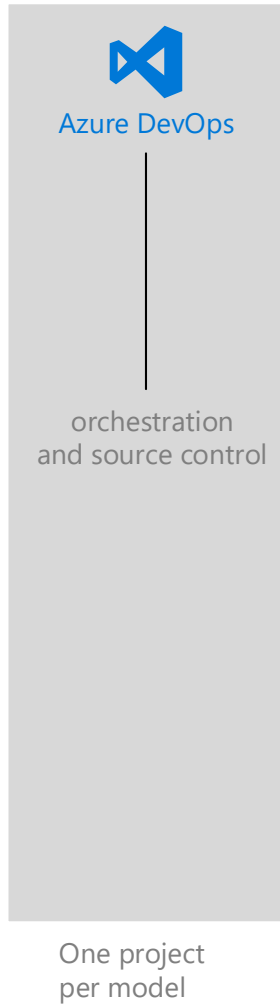 Azure DevOps
orchestration
and source control
One project
per model